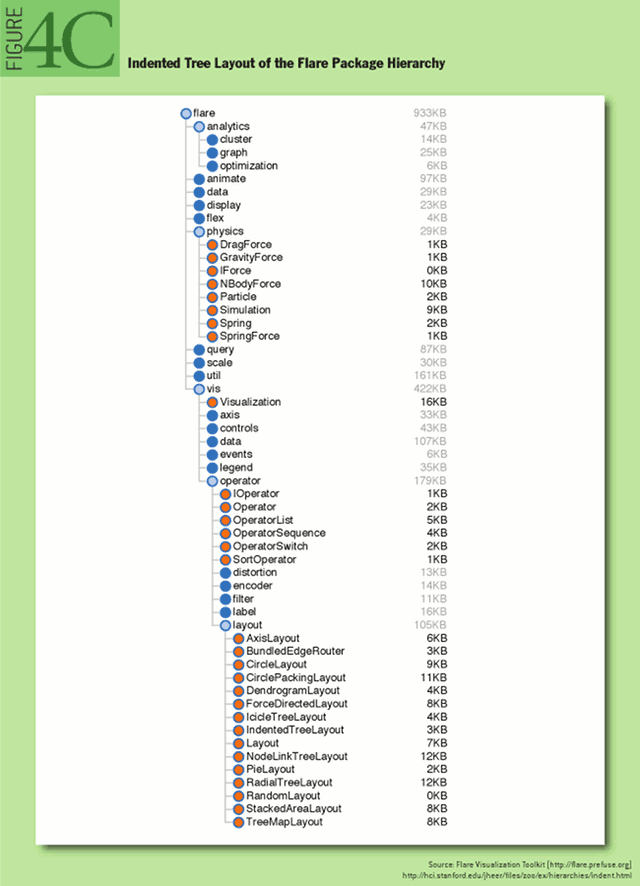 FIGURE 4C
Indented Tree Layout of the Flare Package Hierarchy
flare 933KB
analytics 47KB
cluster 14KB
graph 25KB
optimization 6KB
animate 97KB
data 29KB
display 23KB
flex 4KB
physics 29KB
DragForce 1KB
GravityForce 1KB
IForce 0KB
NBodyForce 10KB
Particle 2KB
Simulation 9KB
Spring 2KB
SpringForce 1KB
query 87KB
scale 30KB
util 161KB
vis 422KB
Visualization 16KB
axis 33KB
controls 43KB
data 107KB
events 6KB
legend 35KB
operator 179KB
IOperator 1KB
Operator 2KB
OperatorList 5KB
OperatorSequence 4KB
OperatorSwitch 2KB
SortOperator 1KB
distortion 13KB
encoder 14KB
filter 11KB
label 16KB
layout 105KB
AxisLayout 6KB
BundledEdgeRouter 3KB
CircleLayout 9KB
CirclePackingLayout 11KB
DendrogramLayout 4KB
ForceDirectedLayout 8KB
IcicleTreeLayout 4KB
IndentedTreeLayout 3KB
Layout 7KB
NodeLinkTreeLayout 12KB
PieLayout 2KB
RadialTreeLayout 12KB
RandomLayout 0KB
StackedAreaLayout 8KB
TreeMapLayout 8KB
Source: Flare Visualization Toolkit [http://flare.prefuse.org]
http://hci.stanford.edu/jheer/files/zoo/ex/hierarchies/indent.html